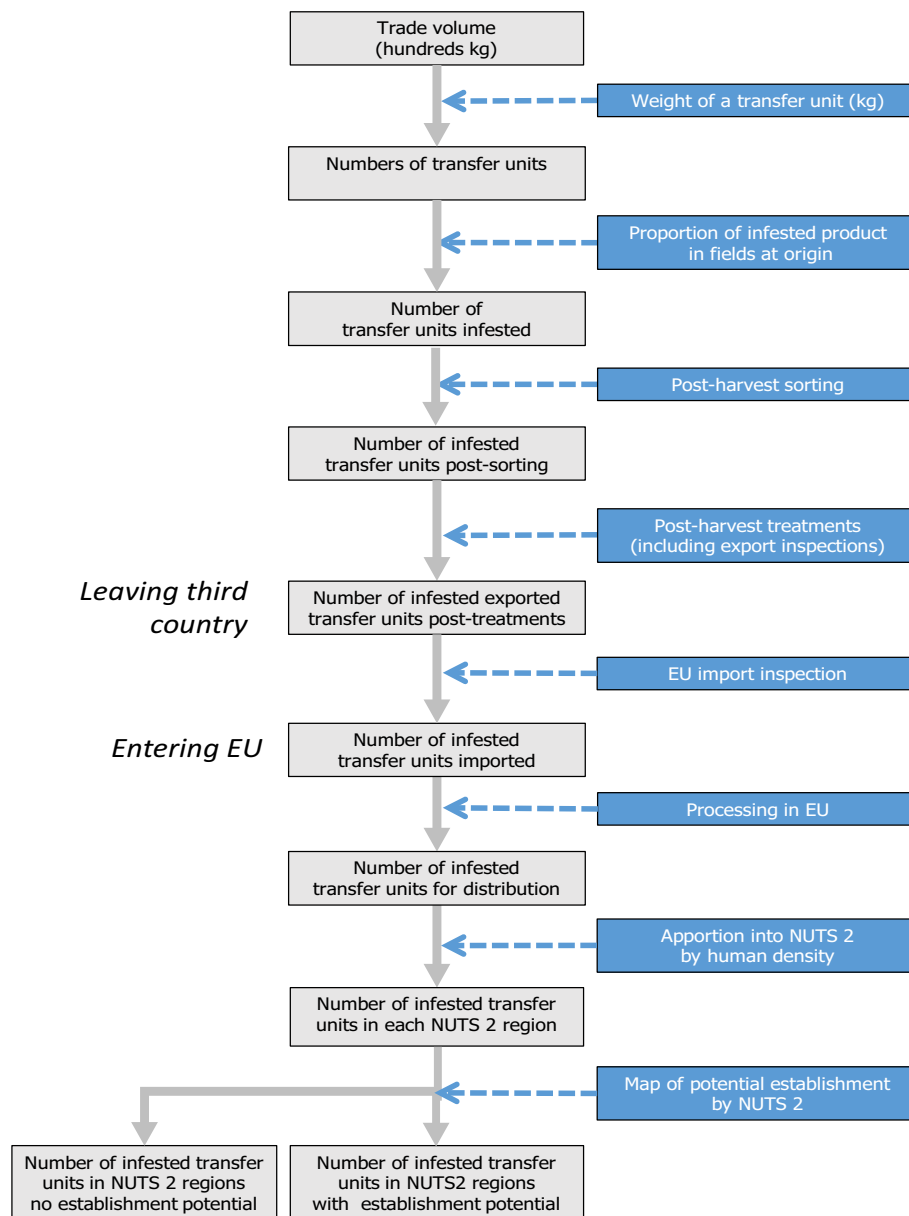 Trade volume
(hundreds kg)
Weight of a transfer unit (kg)
Numbers of transfer units
Proportion of infested product
in fields at origin
Number of
transfer units infested
Post-harvest sorting
Number of infested
transfer units post-sorting
Post-harvest treatments
(including export inspections)
Leaving third
country
Number of infested exported
transfer units post-treatments
EU import inspection
Entering EU
Number of infested
transfer units imported
Processing in EU
Number of infested
transfer units for distribution
Apportion into NUTS 2
by human density
Number of infested transfer
units in each NUTS 2 region
Map of potential establishment
by NUTS 2
Number of infested transfer
units in NUTS 2 regions
no establishment potential
Number of infested transfer
units in NUTS2 regions
with  establishment potential